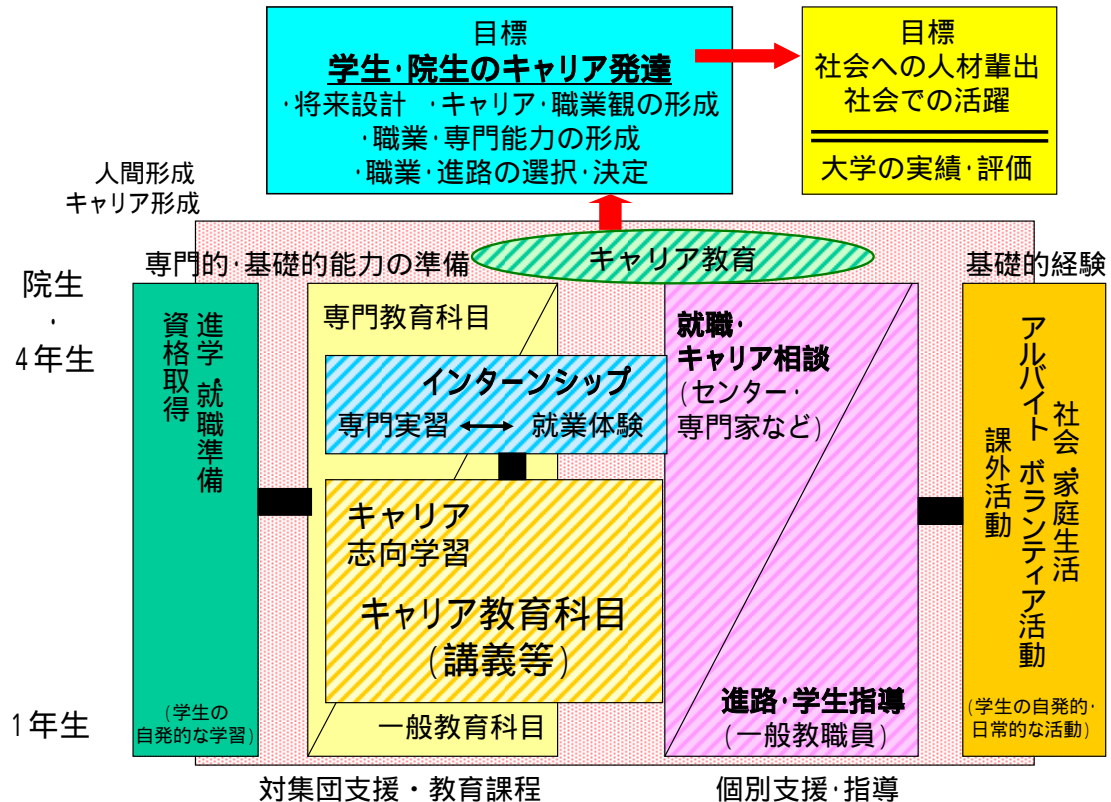 目標
学生・院生のキャリア発達
・将来設計 ・キャリア・職業観の形成
・職業・専門能力の形成
・職業・進路の選択・決定
目標
社会への人材輩出
社会での活躍
大学の実績・評価
人間形成
キャリア形成
専門的・基礎的能力の準備
キャリア教育
基礎的経験
院生
・
4年生
1年生
進学・就職準備
資格取得
(学生の
自発的な学習)
専門教育科目
インターンシップ
専門実習 ↔ 就業体験
キャリア
志向学習
キャリア教育科目
(講義等)
一般教育科目
就職・
キャリア相談
(センター・
専門家など)
進路・学生指導
(一般教職員)
社会・家庭生活
アルバイト ボランティア活動
課外活動
(学生の自発的・
日常的な活動)
対集団支援・教育課程
個別支援・指導